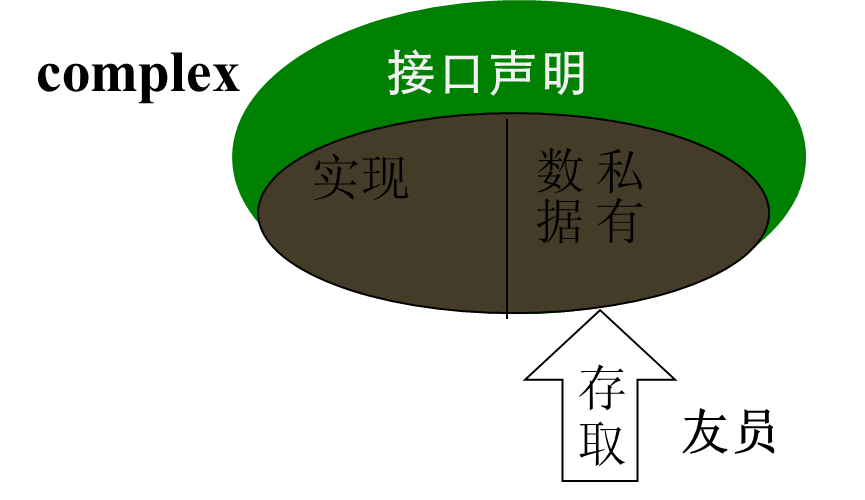 complex
接口声明
实现
数 私
据 有
存
取
友员